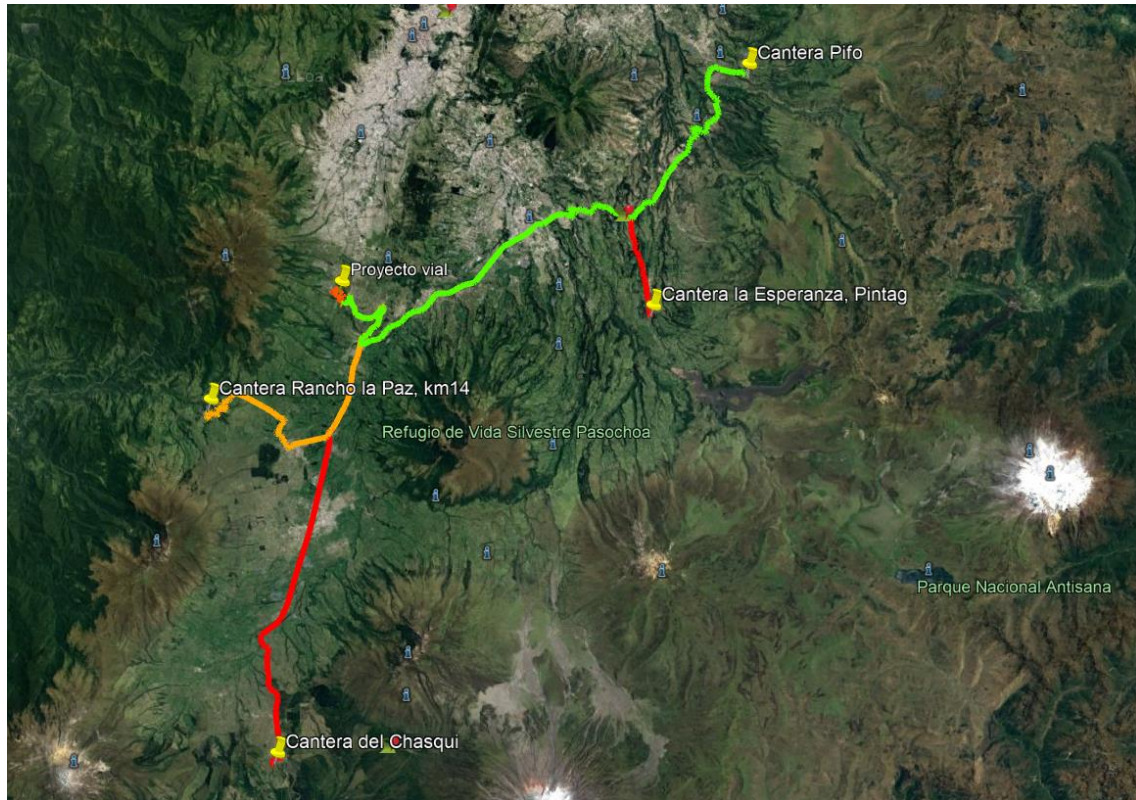 Cantera Pifo
Proyecto vial
Cantera la Esperanza, Pintag
Cantera Rancho la Paz, km14
Refugio de Vida Silvestre Pasochoa
Parque Nacional Antisana
Cantera del Chasqui